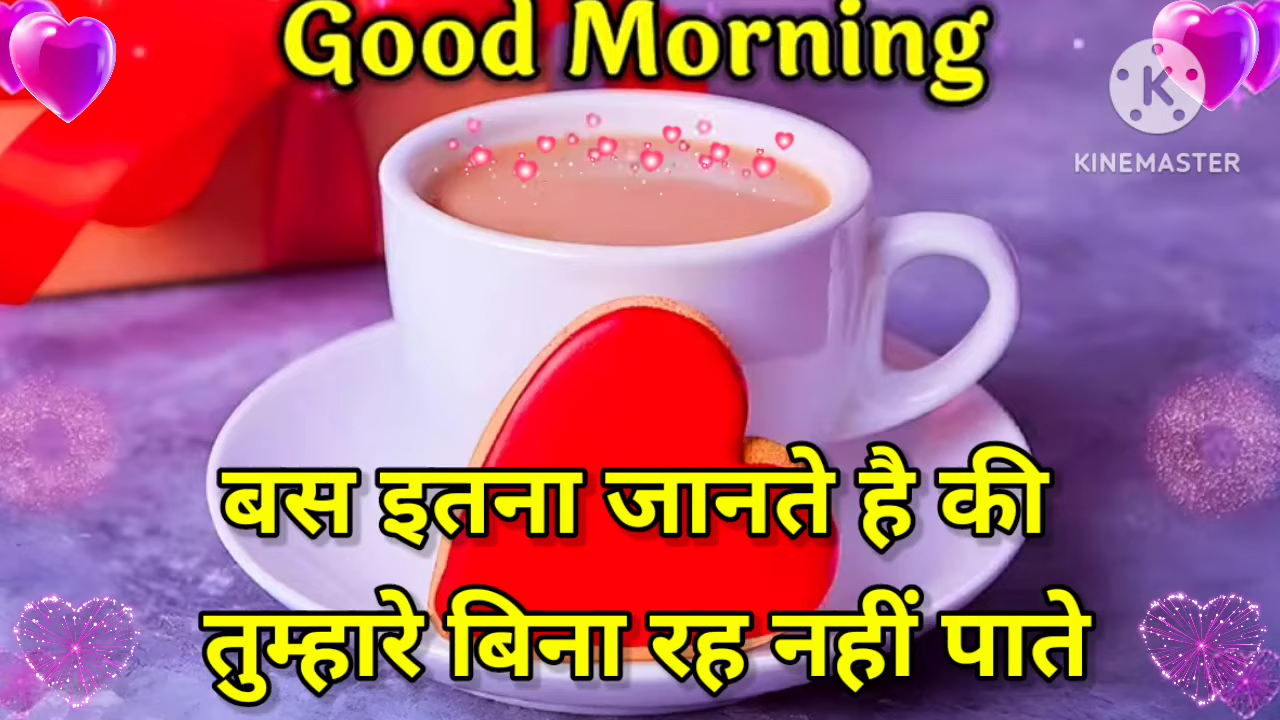 Good Morning
K
KINEMASTER
बस इतना जानते है की
तुम्हारे बिना रह नहीं पाते